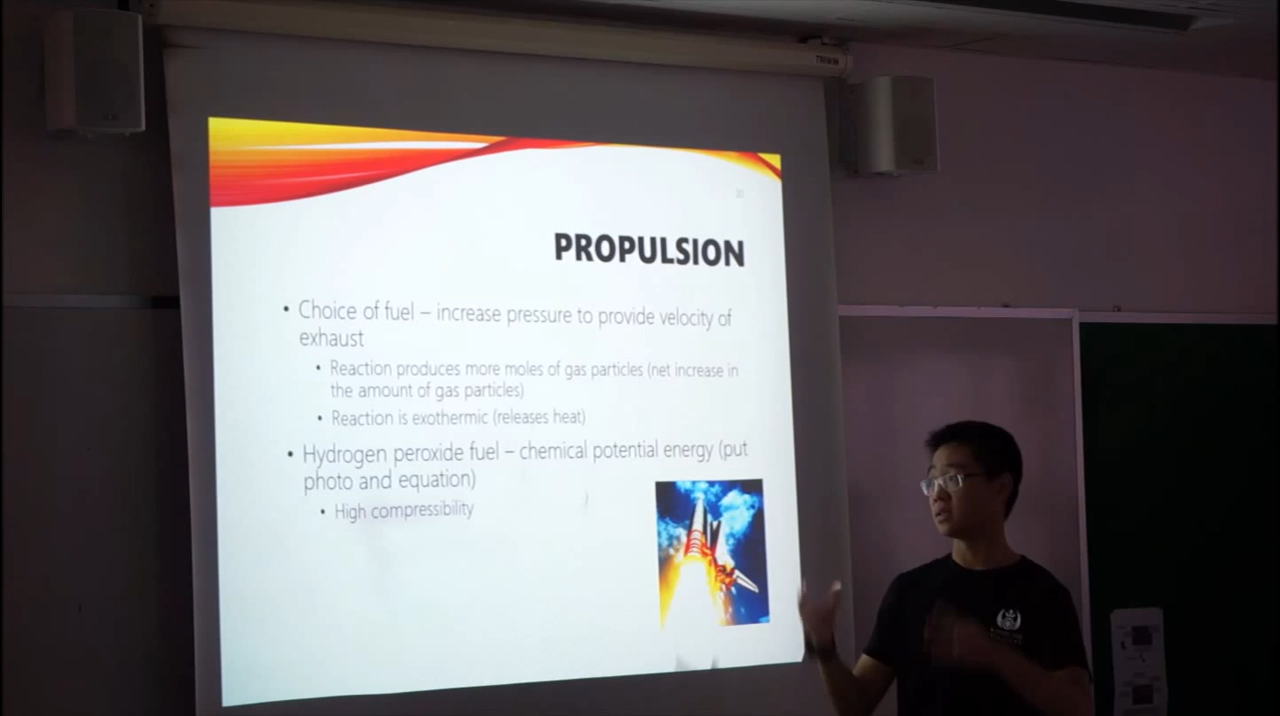 TRIWIN
30
PROPULSION
• Choice of fuel – increase pressure to provide velocity of
exhaust
• Reaction produces more moles of gas particles (net increase in
the amount of gas particles)
• Reaction is exothermic (releases heat)
• Hydrogen peroxide fuel – chemical potential energy (put
photo and equation)
• High compressibility